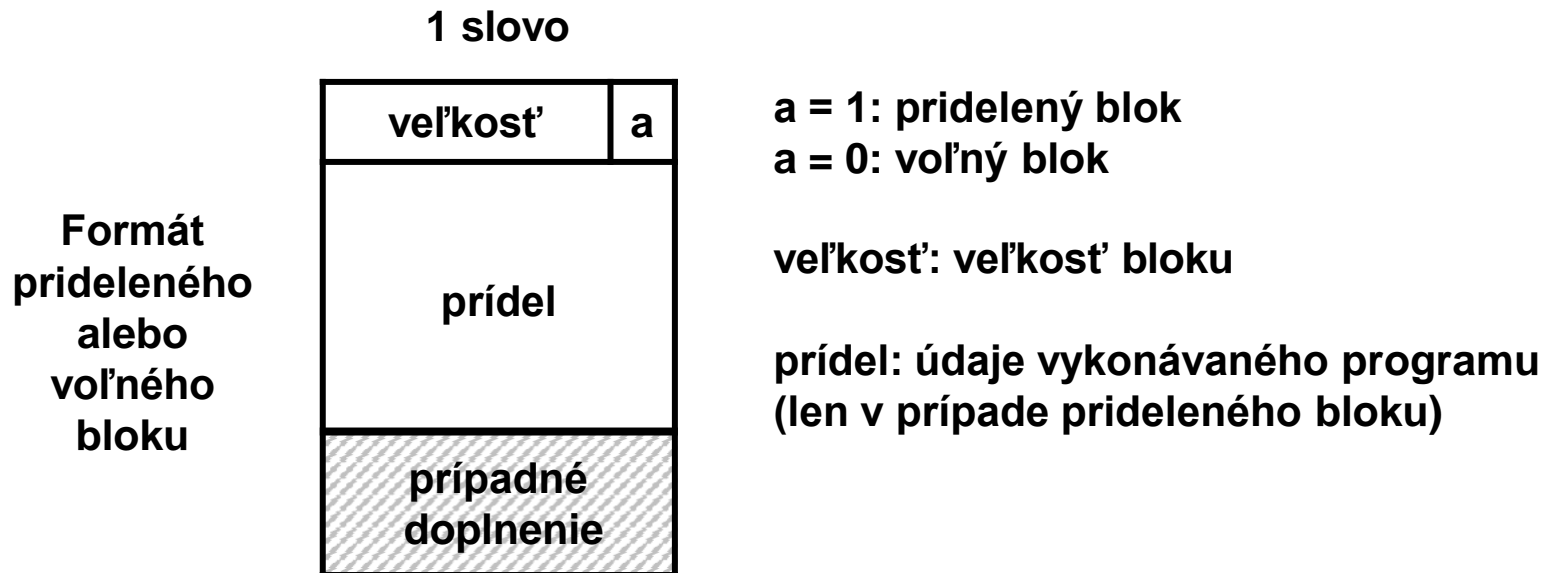 1 slovo
veľkosť a
prídel
prípadné
doplnenie
Formát
prideleného
alebo
voľného
bloku
a = 1: pridelený blok
a = 0: voľný blok
veľkosť: veľkosť bloku
prídel: údaje vykonávaného programu
(len v prípade prideleného bloku)